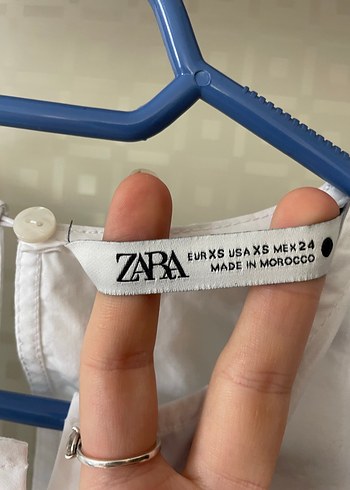 ZARA
EUR XS USA XS MEX 24
MADE IN MOROCCO